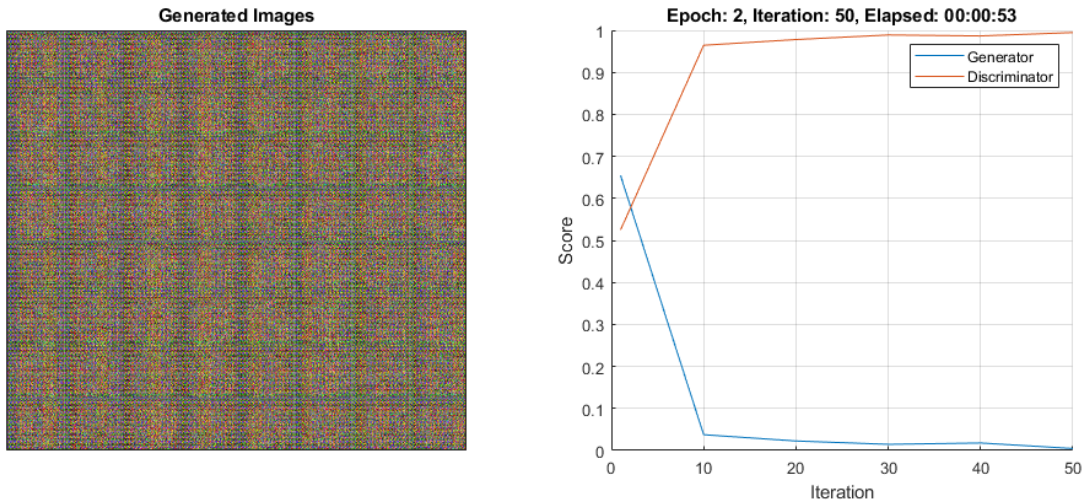 Generated Images
Epoch: 2, Iteration: 50, Elapsed: 00:00:53
1
0.9
0.8
0.7
0.6
0.5
0.4
0.3
0.2
0.1
0
Score
Generator
Discriminator
0 10 20 30 40 50
Iteration